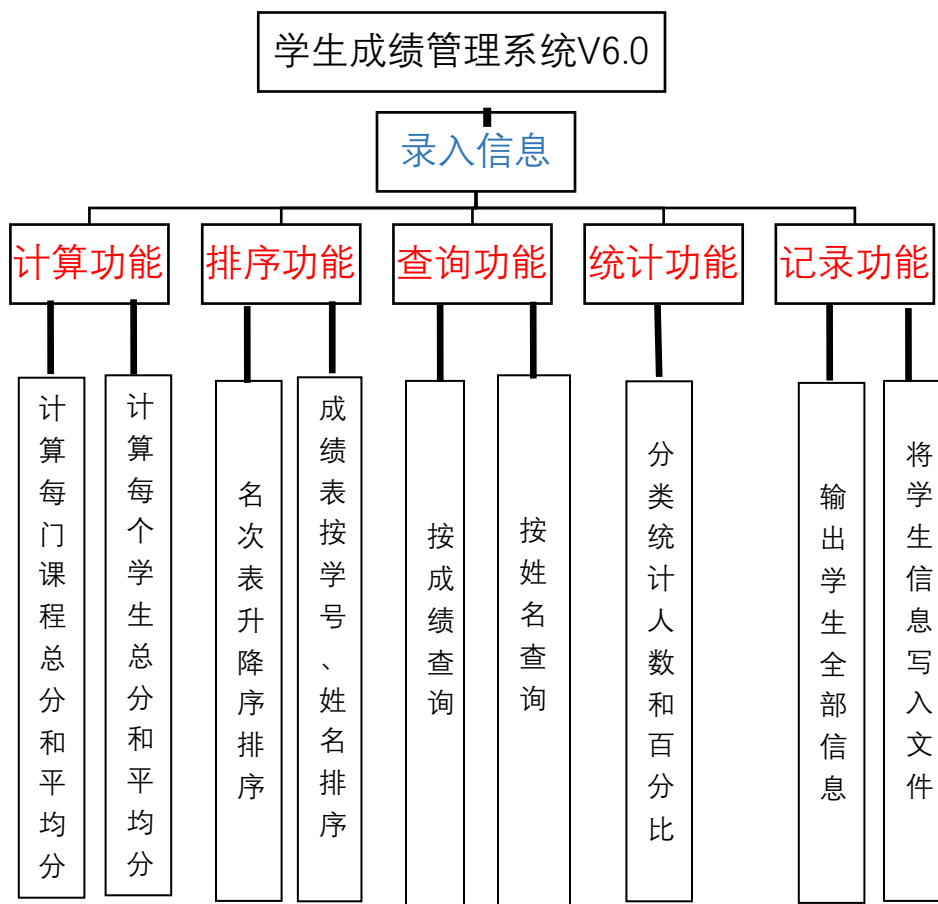 学生成绩管理系统V6.0
录入信息
计算功能
排序功能
查询功能
统计功能
记录功能
计算每门课程总分和平均分
计算每个学生总分和平均分
名次表升降序排序
成绩表按学号、姓名排序
按成绩查询
按姓名查询
分类统计人数和百分比
输出学生全部信息
将学生信息写入文件